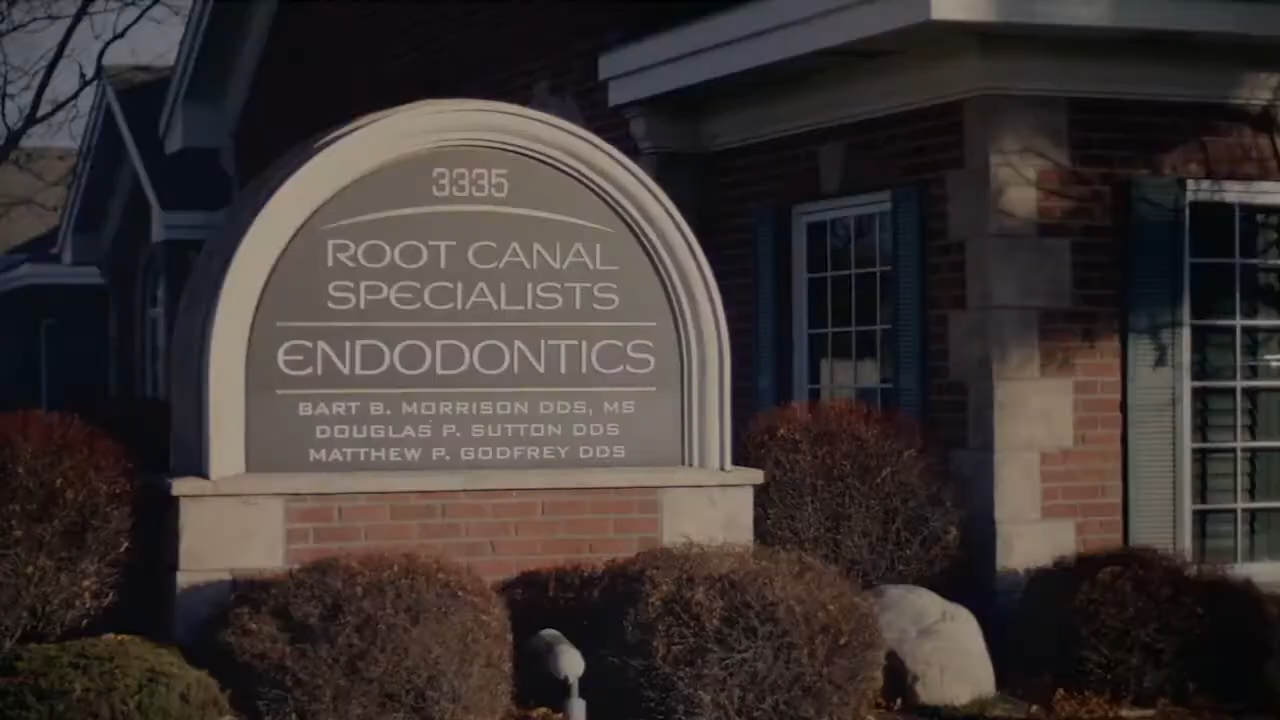 3335
ROOT CANAL
SPECIALISTS
ENDODONTICS
BART B. MORRISON DDS, MS
DOUGLAS P. SUTTON DDS
MATTHEW P. GODFREY DDS